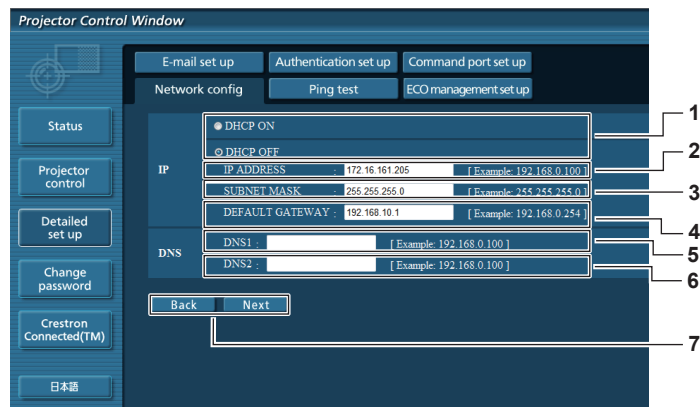 Projector Control Window
E-mail set up
Authentication set up
Command port set up
Network config
Ping test
ECO management set up
Status
Projector
control
Detailed
set up
Change
password
Crestron
Connected(TM)
日本語
IP
DHCP ON
DHCP OFF
IP ADDRESS : 172.16.161.205 [ Example: 192.168.0.100 ]
SUBNET MASK : 255.255.255.0 [ Example: 255.255.255.0 ]
DEFAULT GATEWAY : 192.168.10.1 [ Example: 192.168.0.254 ]
DNS
DNS1 : [ Example: 192.168.0.100 ]
DNS2 : [ Example: 192.168.0.100 ]
Back
Next
1
2
3
4
5
6
7